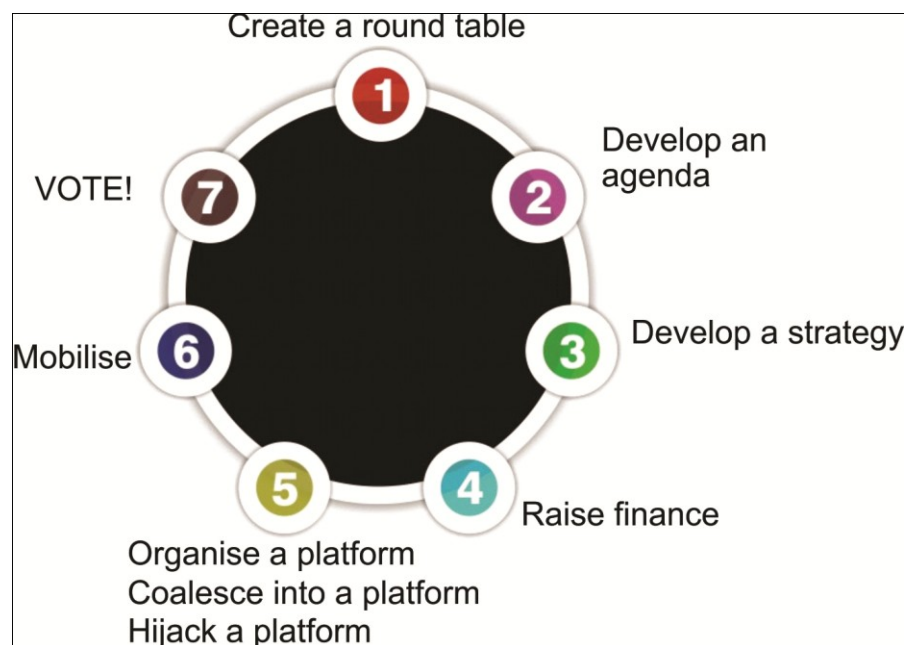 Create a round table
1
Develop an
agenda
2
Develop a strategy
3
Raise finance
4
Organise a platform
Coalesce into a platform
Hijack a platform
5
Mobilise
6
VOTE!
7